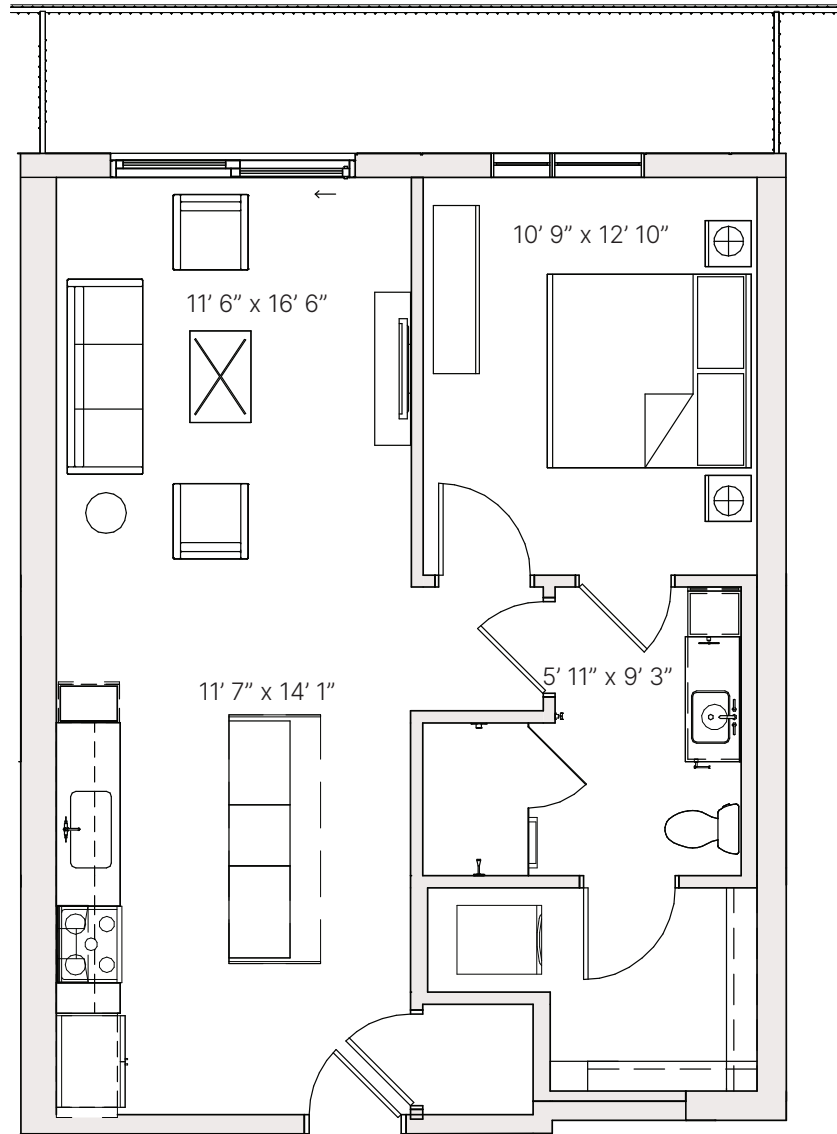 10’ 9” x 12’ 10”
11’ 6” x 16’ 6”
5’ 11” x 9’ 3”
11’ 7” x 14’ 1”